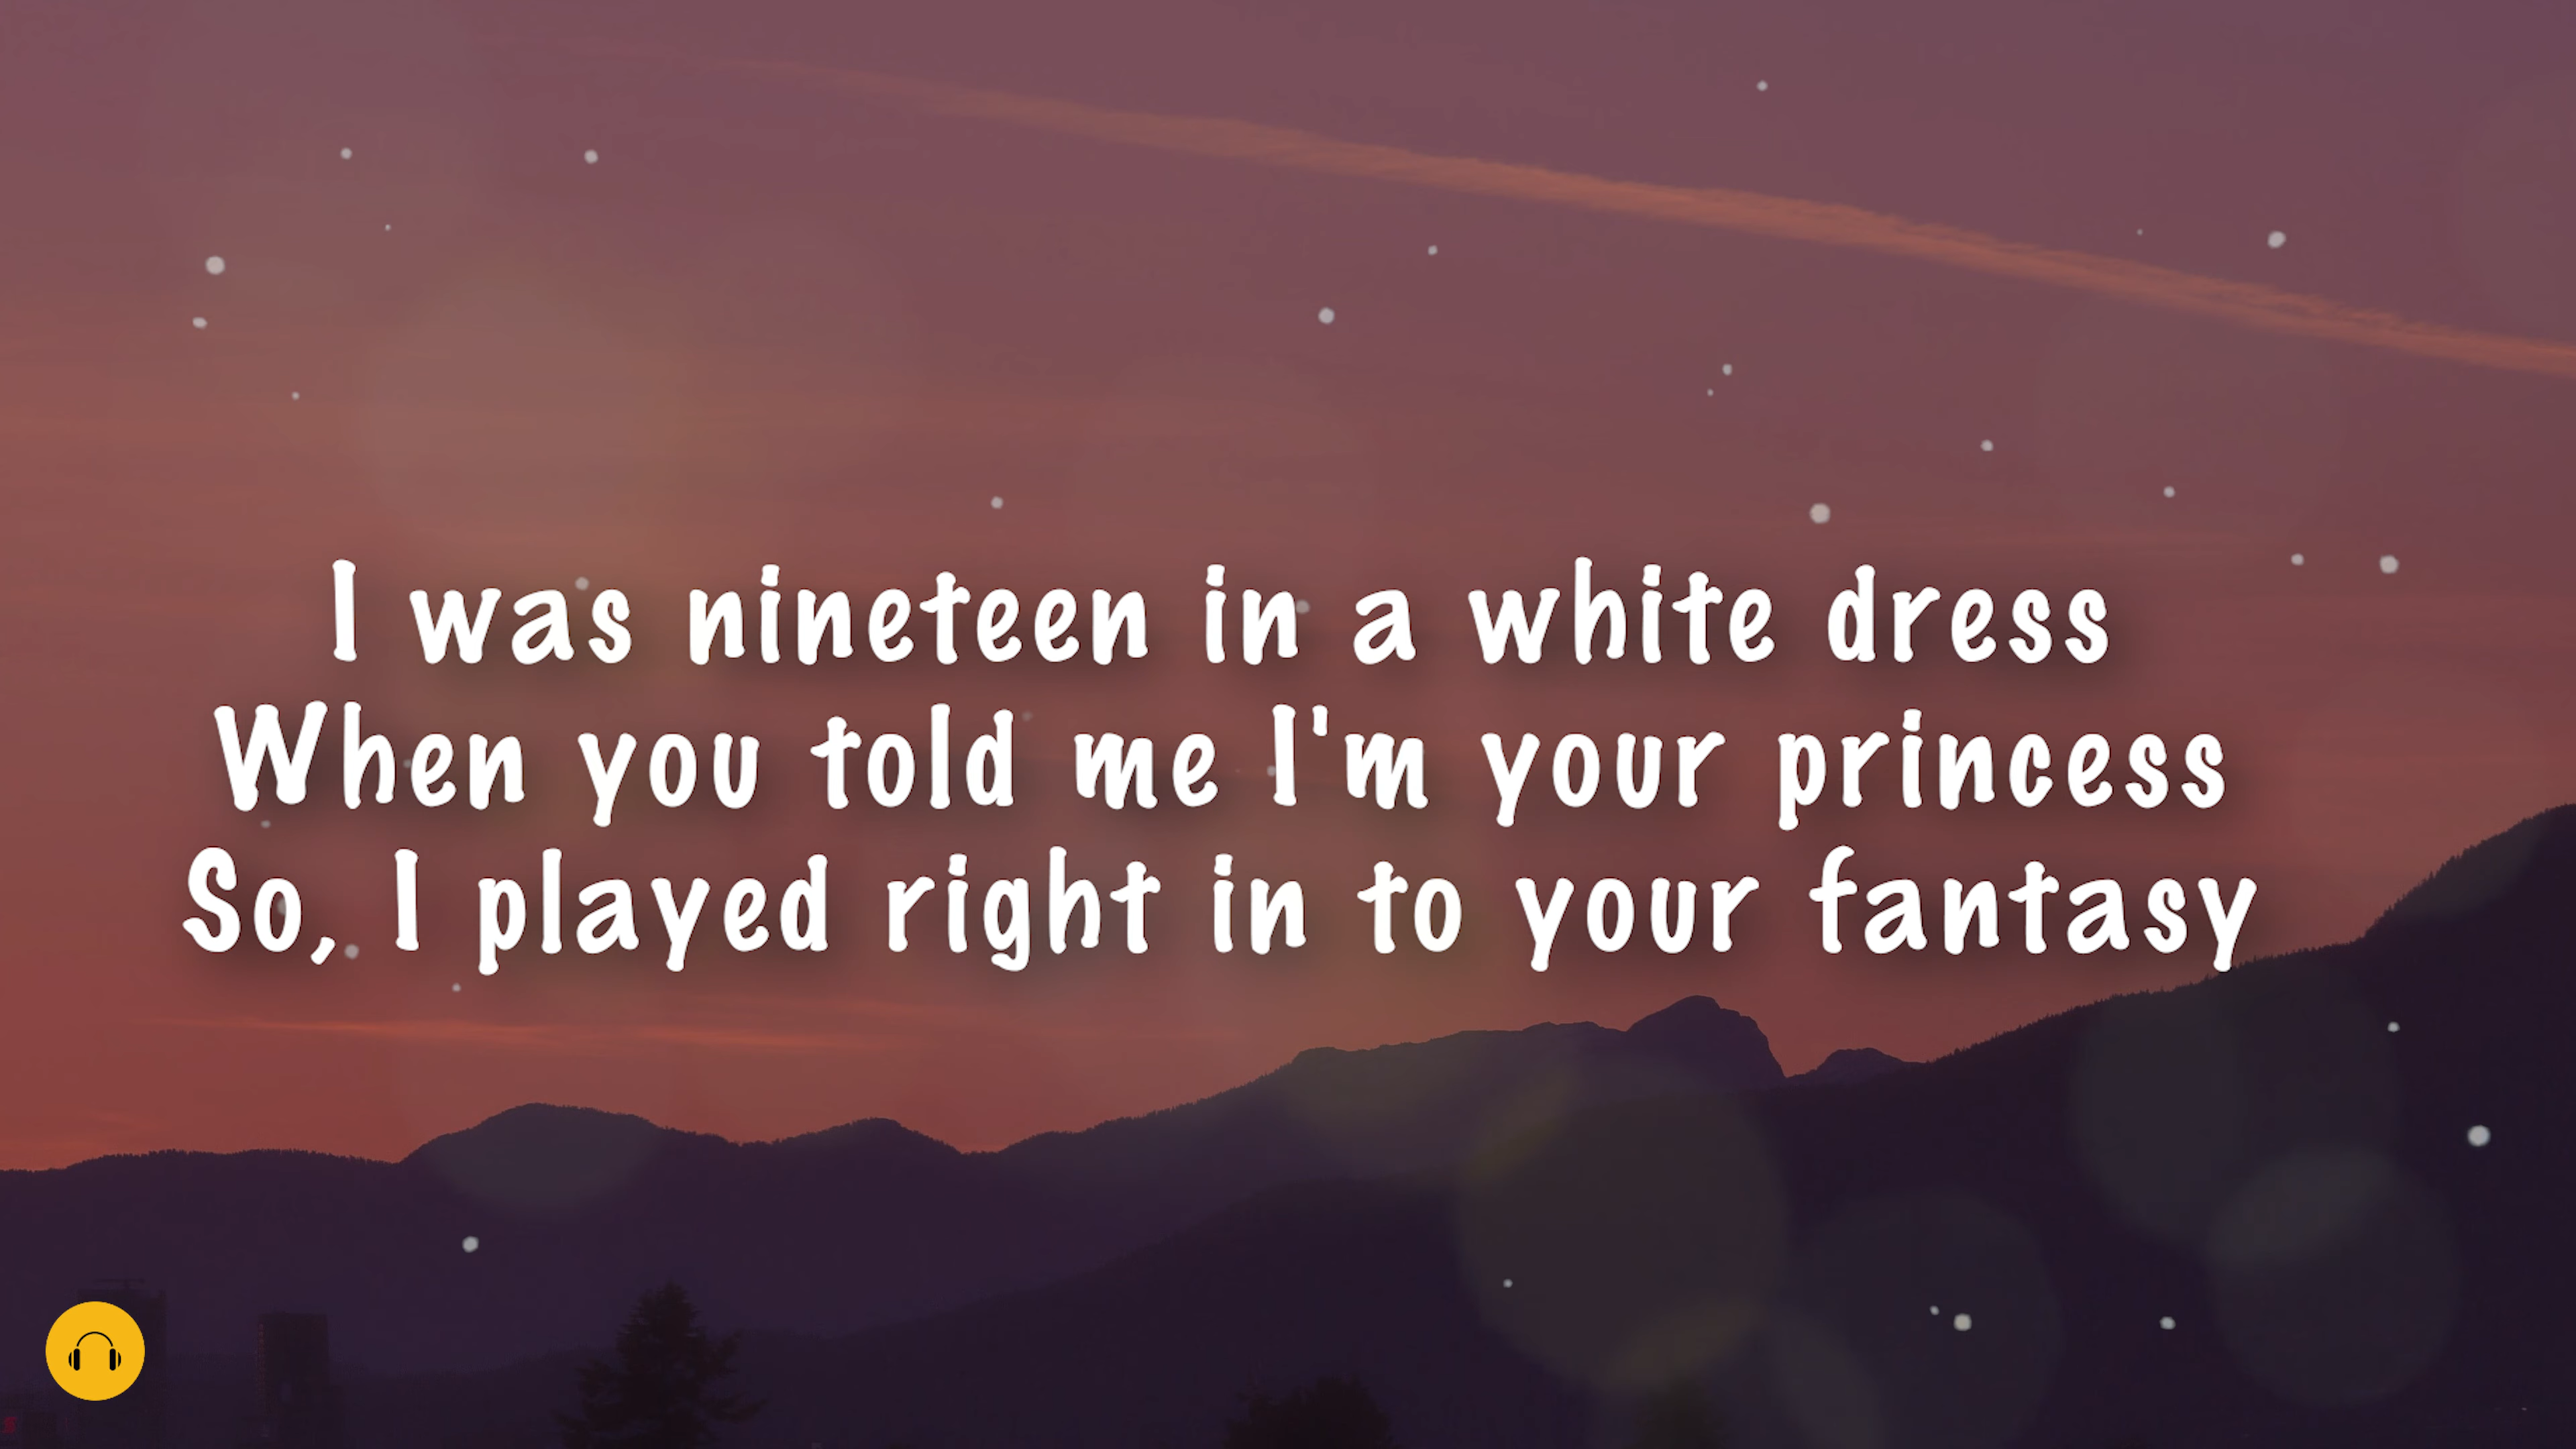 I was nineteen in a white dress
When you told me I'm your princess
So, I played right in to your fantasy